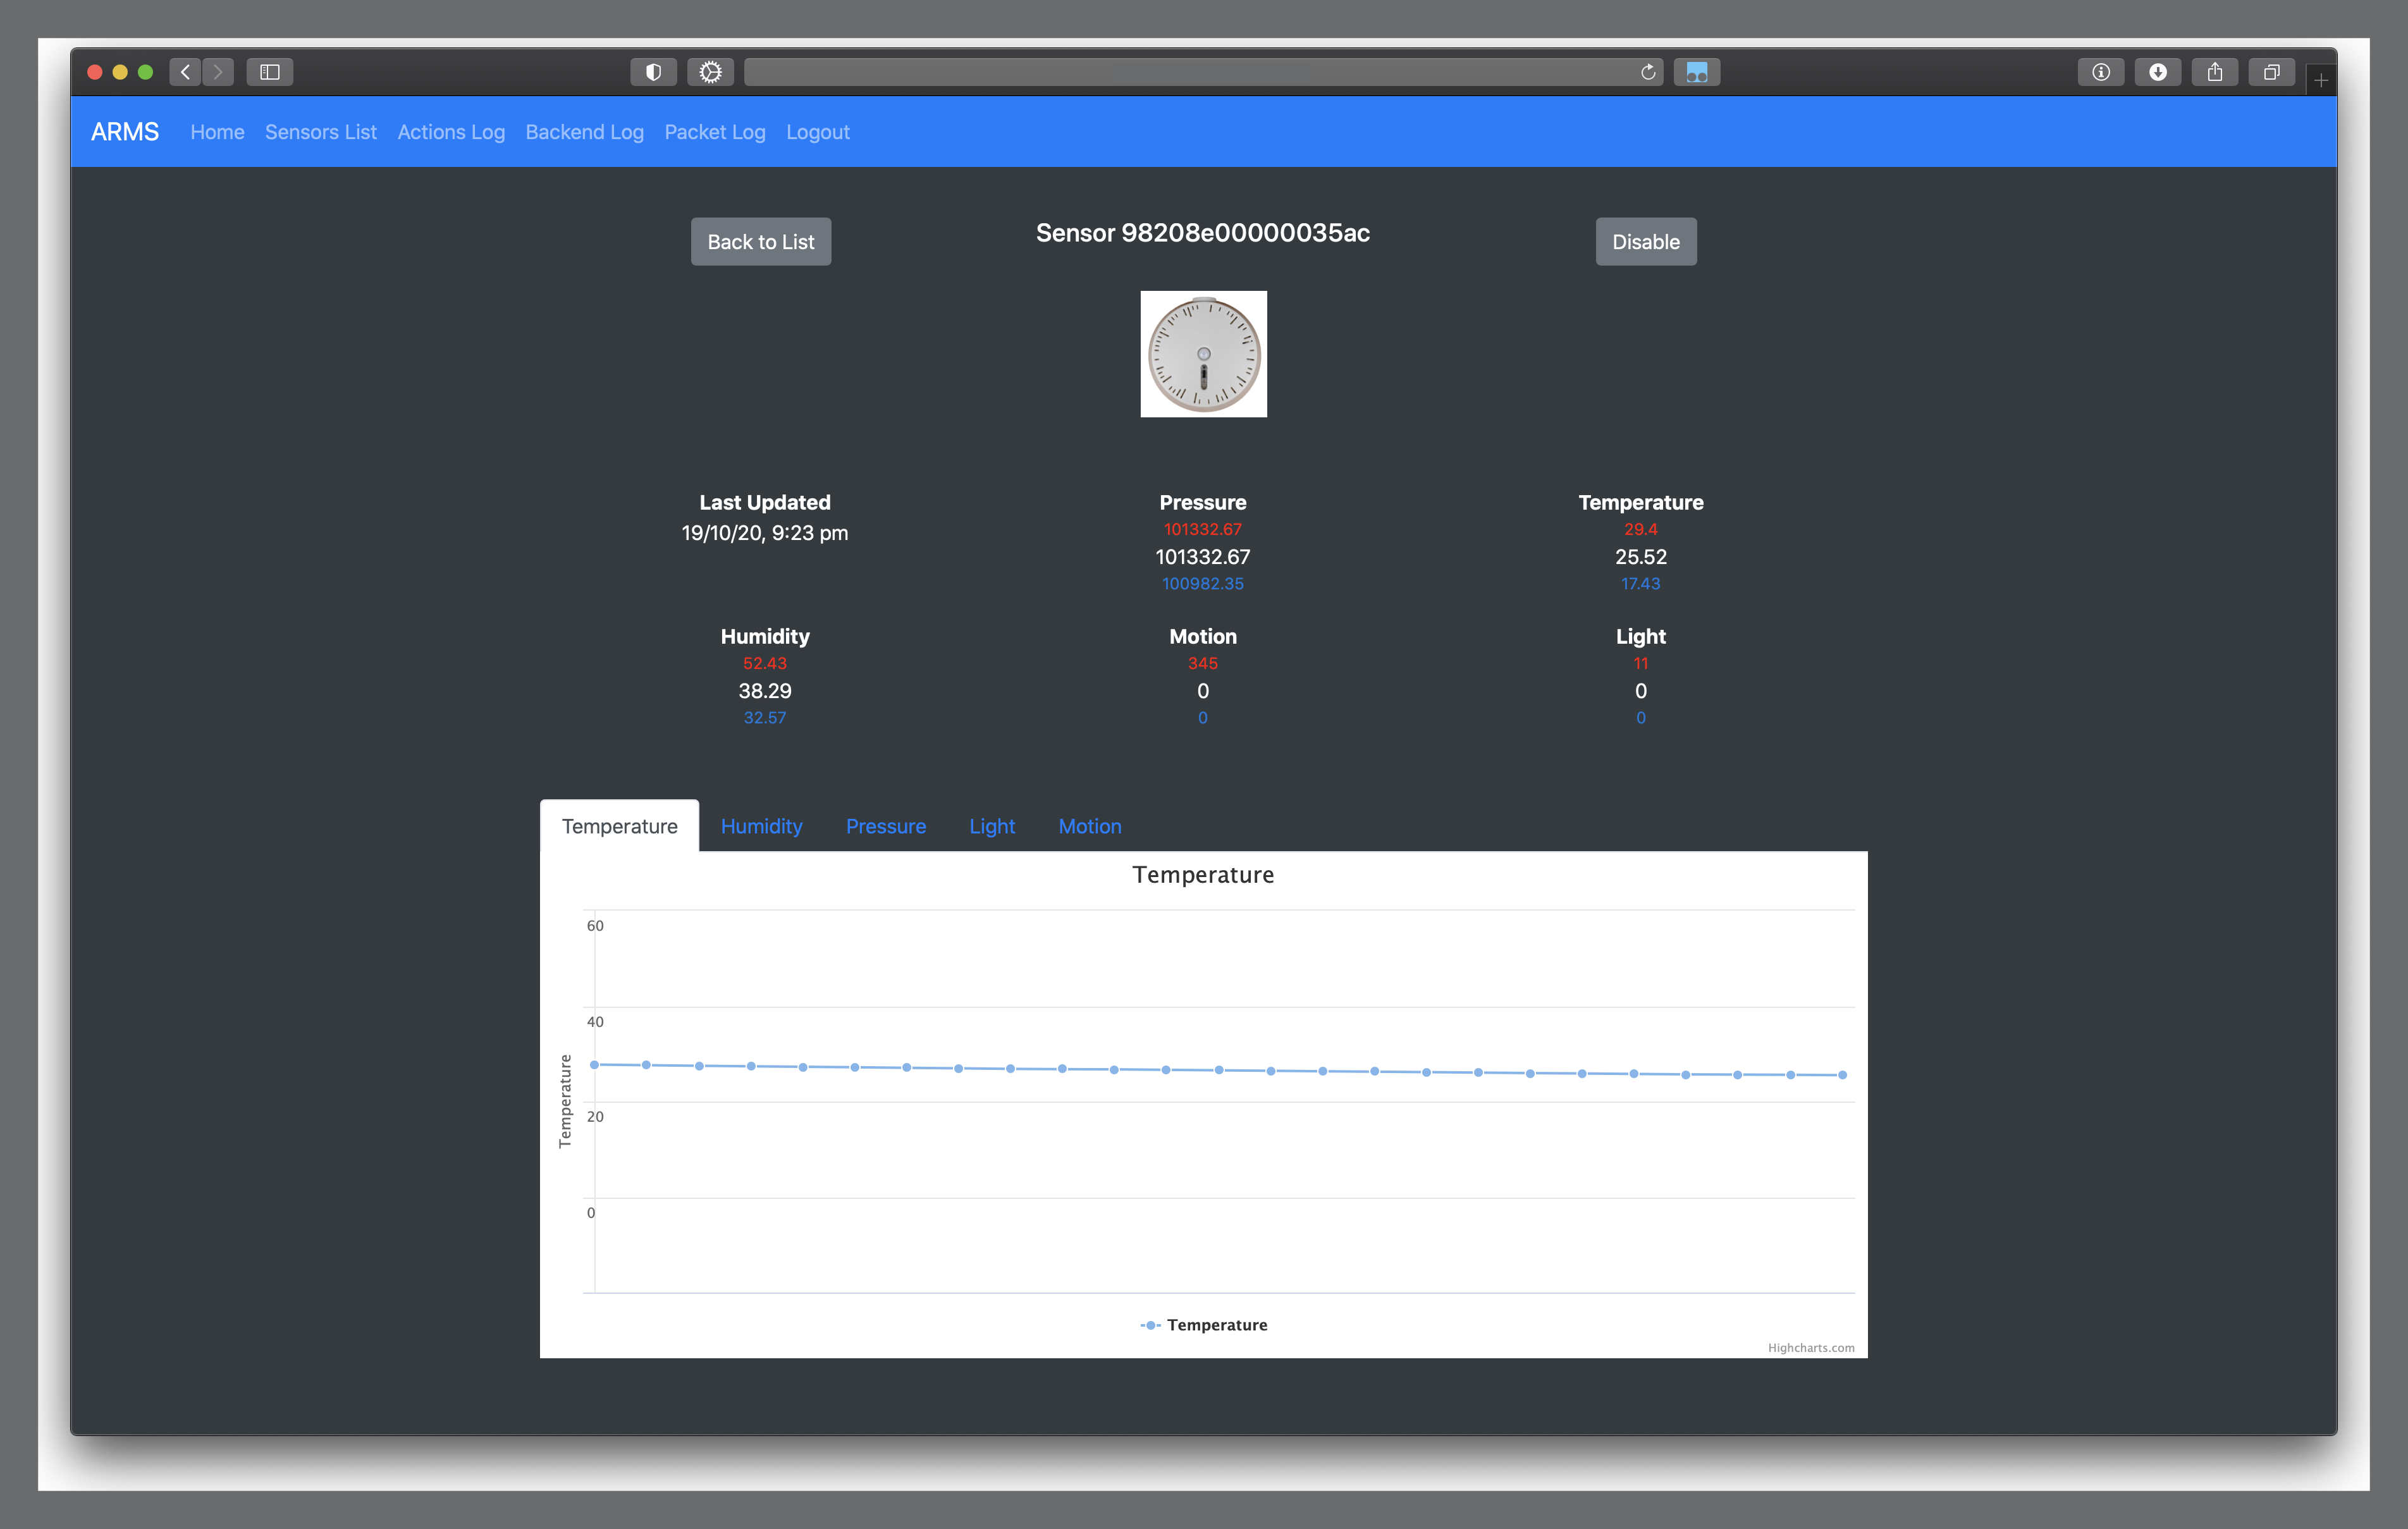 ARMS Home Sensors List Actions Log Backend Log Packet Log Logout
Back to List Sensor 98208e00000035ac Disable
Last Updated
19/10/20, 9:23 pm
Pressure
101332.67
101332.67
100982.35
Temperature
29.4
25.52
17.43
Humidity
52.43
38.29
32.57
Motion
345
0
0
Light
11
0
0
Temperature Humidity Pressure Light Motion
Temperature
60
40
20
0
Temperature
Temperature
Highcharts.com